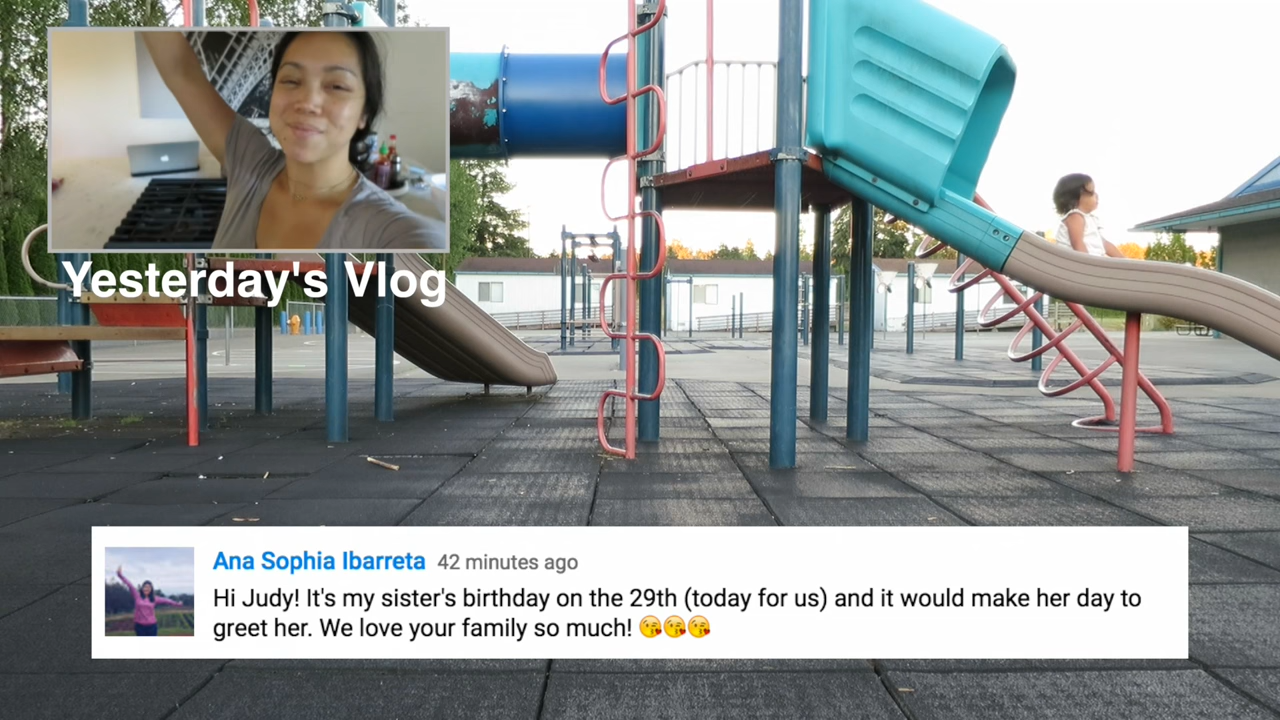 Yesterday's Vlog
Ana Sophia Ibarreta 42 minutes ago
Hi Judy! It's my sister's birthday on the 29th (today for us) and it would make her day to
greet her. We love your family so much! 😘😘😘